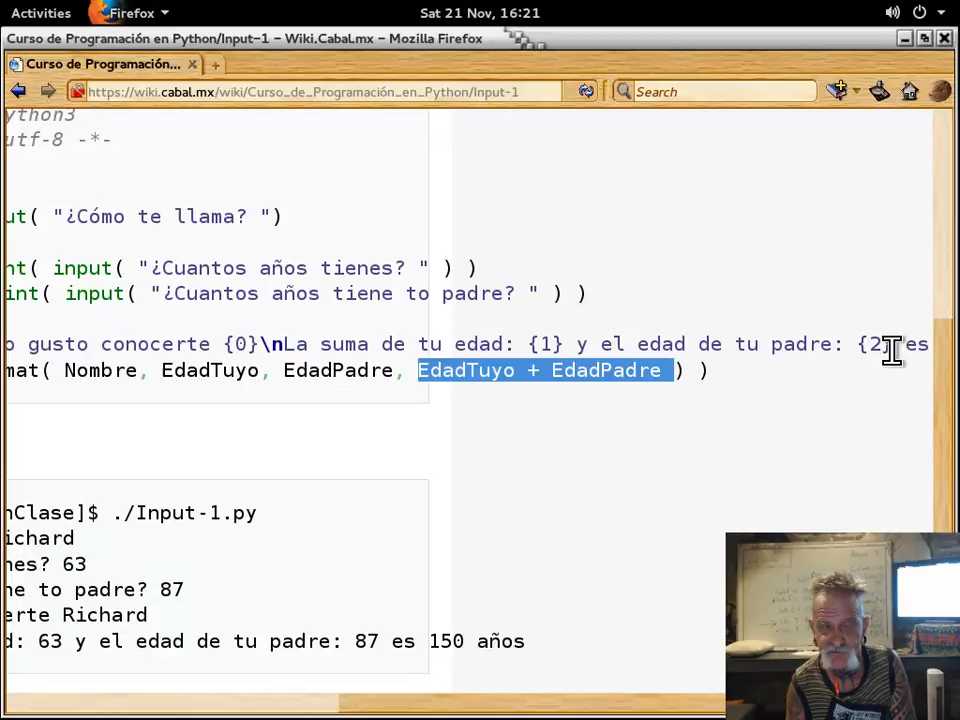 Activities Firefox Sat 21 Nov, 16:21
Curso de Programación en Python/Input-1 - Wiki.Cabal.mx - Mozilla Firefox
Curso de Programación... × +
https://wiki.cabal.mx/wiki/Curso_de_Programación_en_Python/Input-1 Search
ython3
utf-8 -*-
ut( "¿Cómo te llama? ")
nt( input( "¿Cuantos años tienes? " ) )
int( input( "¿Cuantos años tiene to padre? " ) )
o gusto conocerte {0}\nLa suma de tu edad: {1} y el edad de tu padre: {2} es
mat( Nombre, EdadTuyo, EdadPadre, EdadTuyo + EdadPadre ) )
nClase]$ ./Input-1.py
ichard
nes? 63
ne to padre? 87
erte Richard
d: 63 y el edad de tu padre: 87 es 150 años